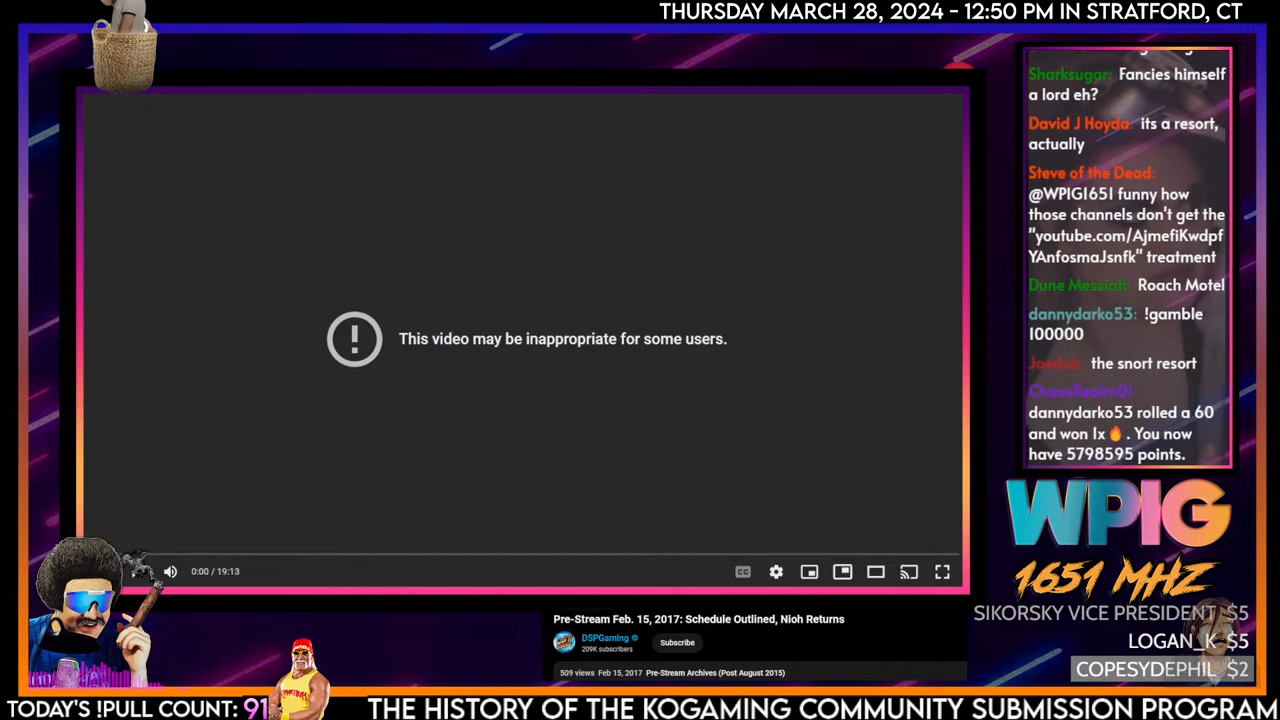 THURSDAY MARCH 28, 2024 - 12:50 PM IN STRATFORD, CT
Sharksugar: Fancies himself
a lord eh?
David J Hoyda: its a resort,
actually
Steve of the Dead:
@WPIG1651 funny how
those channels don't get the
"youtube.com/AjmefiKwdpf
YAnfosmaJsnfk" treatment
Dune Messiah: Roach Motel
dannydarko53: !gamble
100000
Joedub: the snort resort
ChaosRealm01
dannydarko53 rolled a 60
and won 1x🔥. You now
have 5798595 points.
This video may be inappropriate for some users.
0:00 / 19:13
CC
WPIG
1651 MHZ
SIKORSKY VICE PRESIDENT $5
LOGAN_K $5
COPESYDEPHIL $2
Pre-Stream Feb. 15, 2017: Schedule Outlined, Nioh Returns
DSPGaming
209K subscribers
Subscribe
509 views Feb 15, 2017 Pre-Stream Archives (Post August 2015)
TODAY'S !PULL COUNT: 91
THE HISTORY OF THE KOGAMING COMMUNITY SUBMISSION PROGRAM